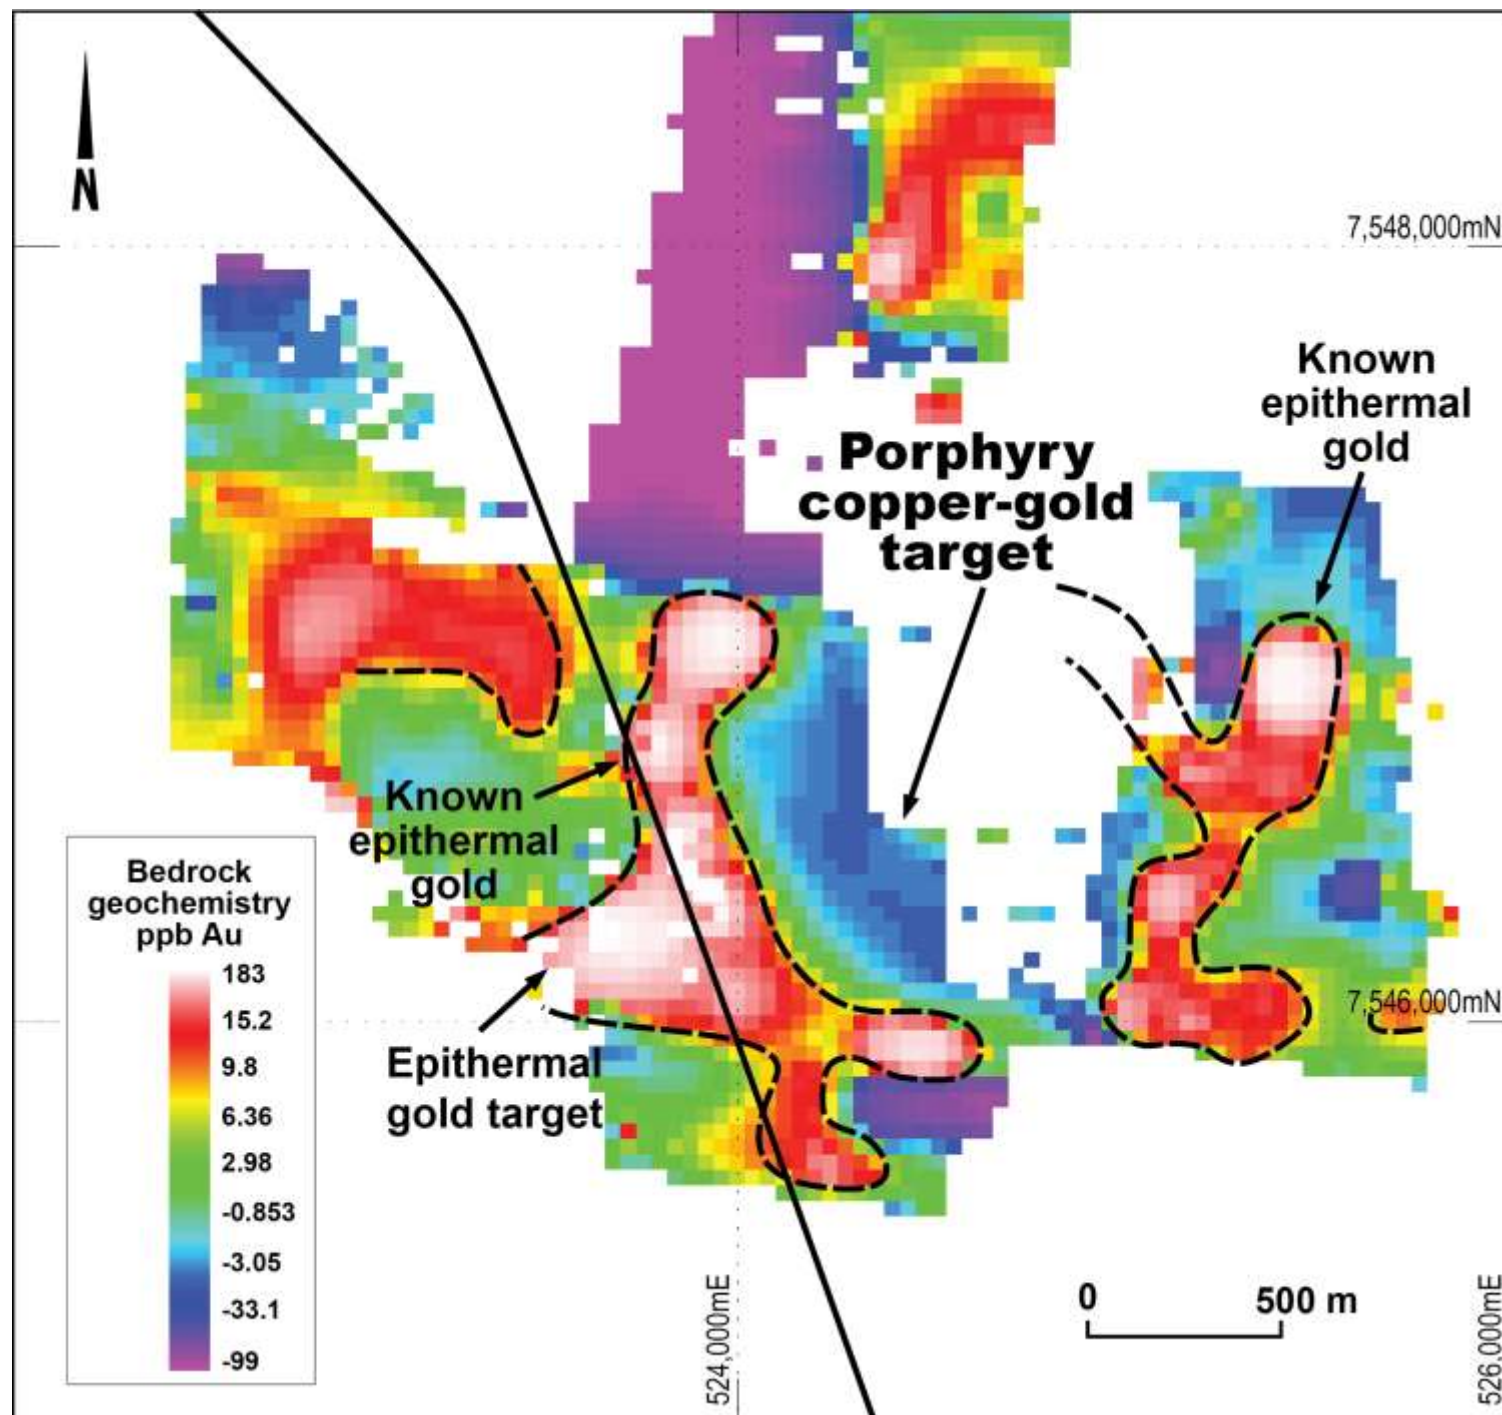 N
7,548,000mN
Known
epithermal
gold
Porphyry
copper-gold
target
Known
epithermal
gold
Bedrock
geochemistry
ppb Au
183
15.2
9.8
6.36
2.98
-0.853
-3.05
-33.1
-99
7,546,000mN
Epithermal
gold target
524,000mE
526,000mE
0 500 m